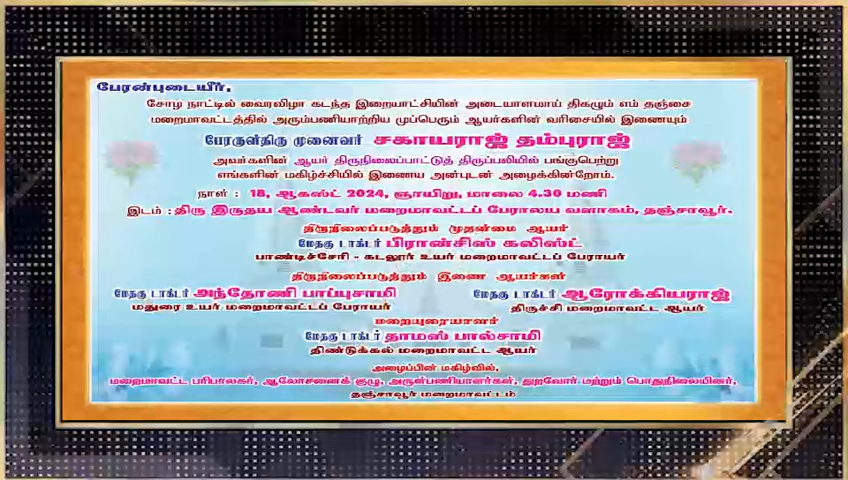 பேரன்புடையீர்.
சோழ நாட்டில் வைரவிழா கடந்த இறையாட்சியின் அடையாளமாய் திகழும் எம் தஞ்சை
மறைமாவட்டத்தில் அரும்பணியாற்றிய முப்பெரும் ஆயர்களின் வரிசையில் இணையும்
பேரருள்திரு முனைவர் சகாயராஜ் தம்புராஜ்
அவர்களின் ஆயர் திருநிலைப்பாட்டுத் திருப்பலியில் பங்குபெற்று
எங்களின் மகிழ்ச்சியில் இணைய அன்புடன் அழைக்கின்றோம்.
நாள் : 18, ஆகஸ்ட் 2024, ஞாயிறு, மாலை 4.30 மணி
இடம் : திரு இருதய ஆண்டவர் மறைமாவட்டப் பேராலய வளாகம், தஞ்சாவூர்.
திருநிலைப்படுத்தும் முதன்மை ஆயர்
மேதகு டாக்டர் பிரான்சிஸ் கலிஸ்ட்
பாண்டிச்சேரி - கடலூர் உயர் மறைமாவட்டப் பேராயர்
திருநிலைப்படுத்தும் இணை ஆயர்கள்
மேதகு டாக்டர் அந்தோணி பாப்புசாமி மேதகு டாக்டர் ஆரோக்கியராஜ்
மதுரை உயர் மறைமாவட்டப் பேராயர் திருச்சி மறைமாவட்ட ஆயர்
மறையுரையாளர்
மேதகு டாக்டர் தாமஸ் பால்சாமி
திண்டுக்கல் மறைமாவட்ட ஆயர்
அழைப்பின் மகிழ்வில்,
மறைமாவட்ட பரிபாலகர், ஆலோசனைக் குழு, அருள்பணியாளர்கள், துறவோர் மற்றும் பொதுநிலையினர்,
தஞ்சாவூர் மறைமாவட்டம்